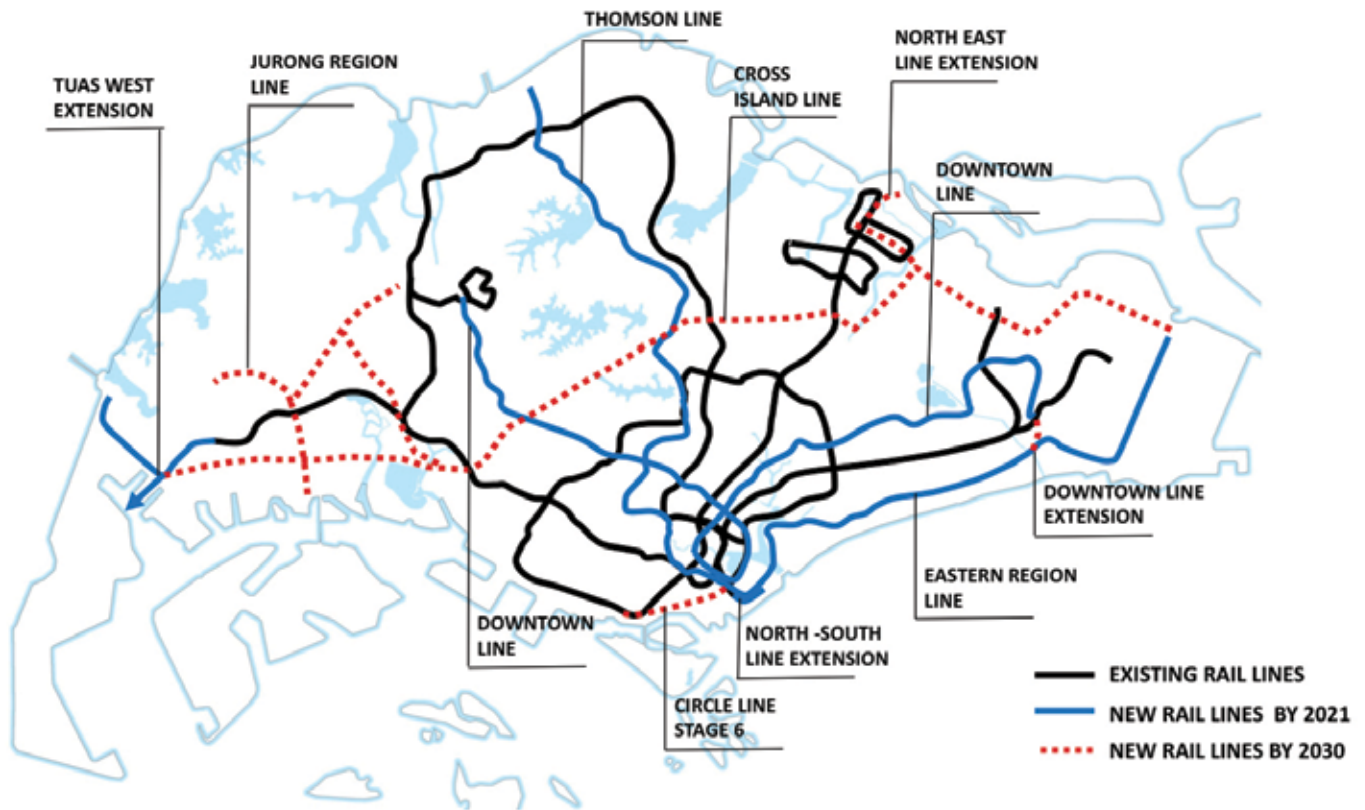 THOMSON LINE
NORTH EAST
LINE EXTENSION
JURONG REGION
LINE
CROSS
ISLAND LINE
TUAS WEST
EXTENSION
DOWNTOWN
LINE
DOWNTOWN LINE
EXTENSION
EASTERN REGION
LINE
DOWNTOWN
LINE
NORTH -SOUTH
LINE EXTENSION
CIRCLE LINE
STAGE 6
EXISTING RAIL LINES
NEW RAIL LINES BY 2021
NEW RAIL LINES BY 2030